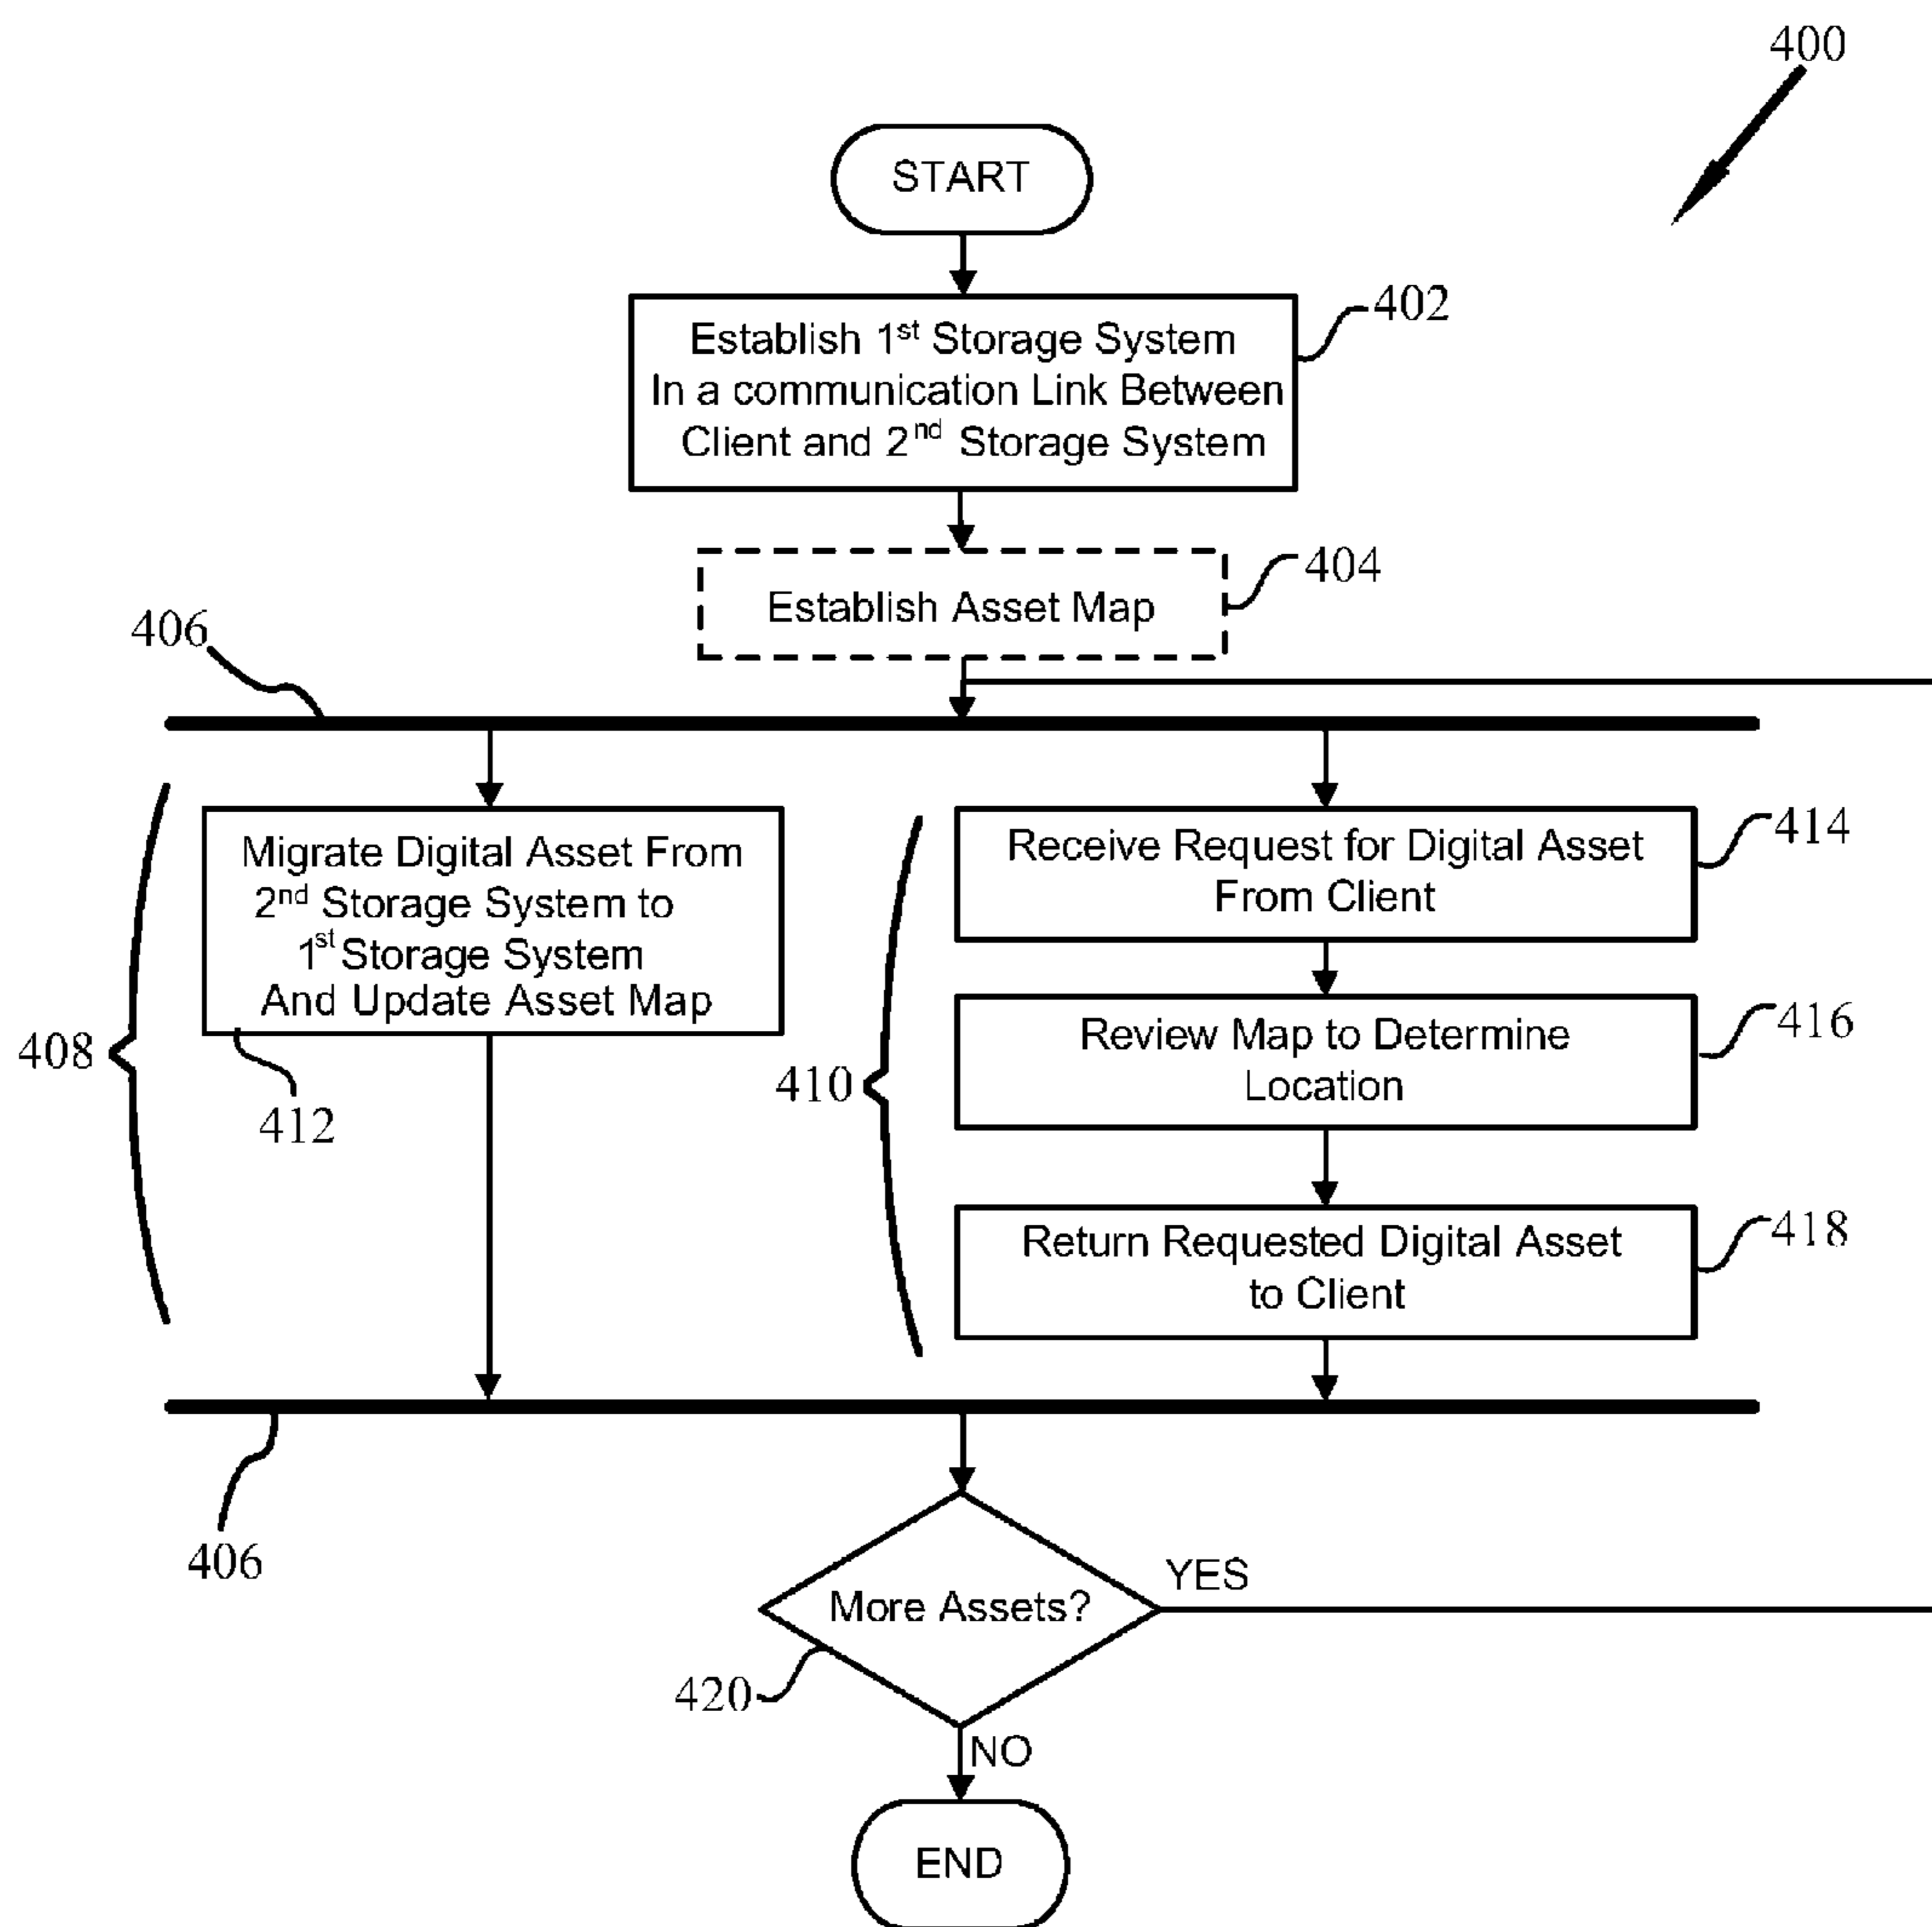 400
START
Establish 1st Storage System
In a communication Link Between
Client and 2nd Storage System
402
Establish Asset Map
404
406
408
Migrate Digital Asset From
2nd Storage System to
1st Storage System
And Update Asset Map
412
410
Receive Request for Digital Asset
From Client
414
Review Map to Determine
Location
416
Return Requested Digital Asset
to Client
418
406
More Assets?
YES
420
NO
END